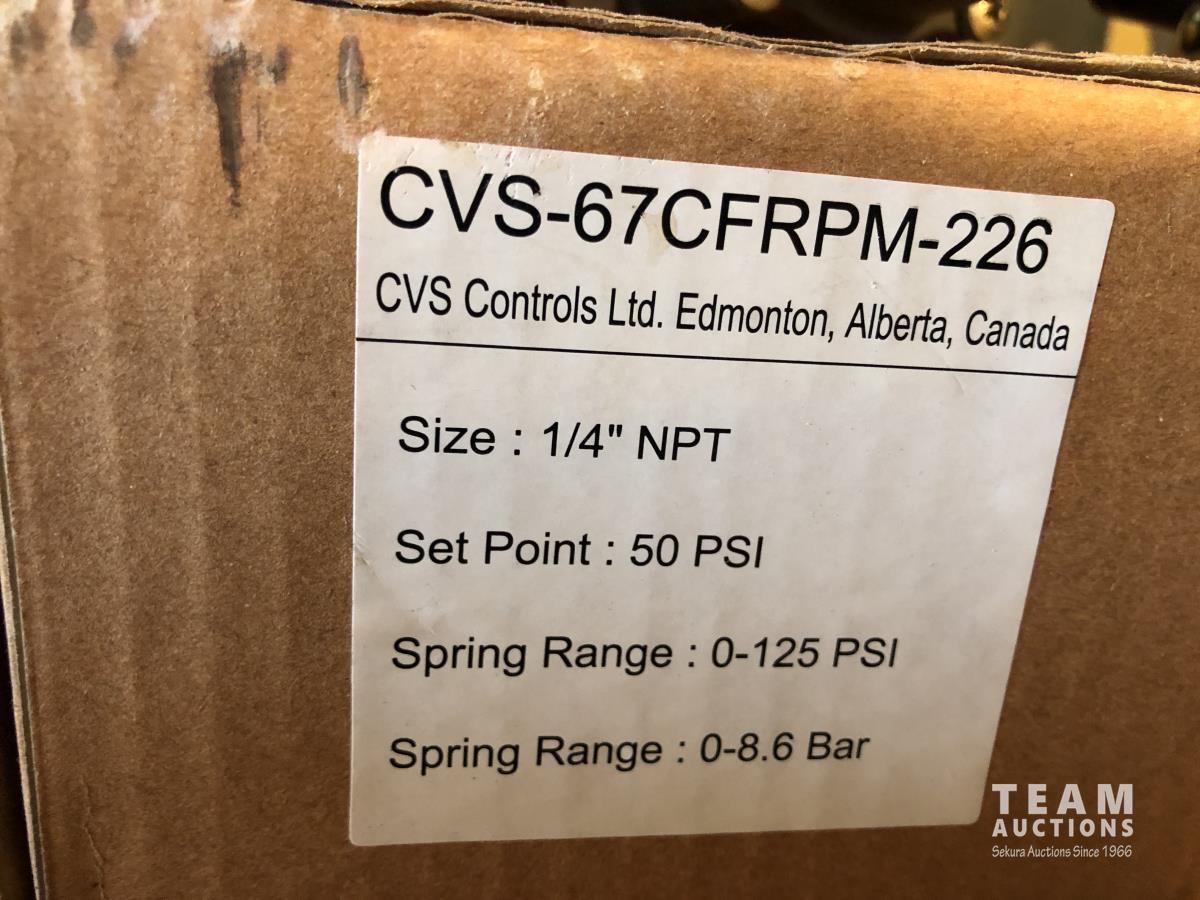 CVS-67CFRPM-226
CVS Controls Ltd. Edmonton, Alberta, Canada
Size : 1/4" NPT
Set Point : 50 PSI
Spring Range : 0-125 PSI
Spring Range : 0-8.6 Bar
TEAM
AUCTIONS
Sekura Auctions Since 1966